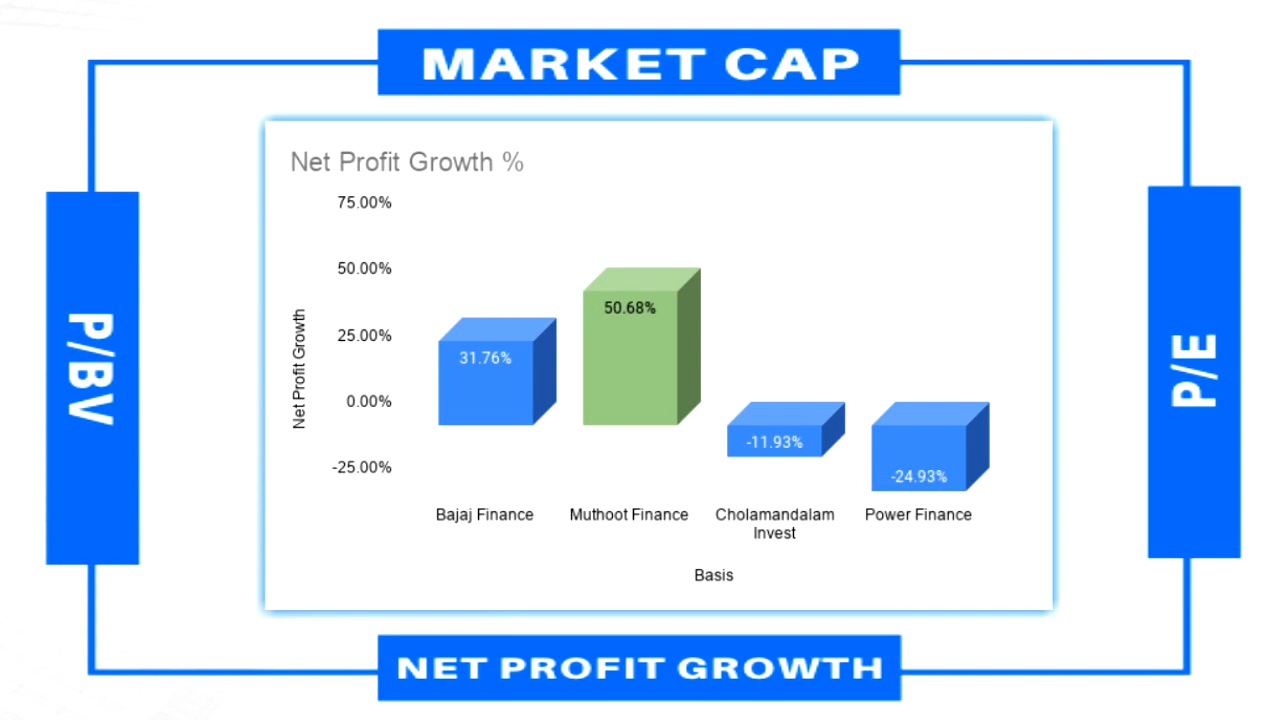 MARKET CAP
P/BV
Net Profit Growth %
75.00%
50.00%
25.00%
0.00%
-25.00%
Net Profit Growth
31.76%
50.68%
-11.93%
-24.93%
Bajaj Finance
Muthoot Finance
Cholamandalam
Invest
Power Finance
Basis
P/E
NET PROFIT GROWTH